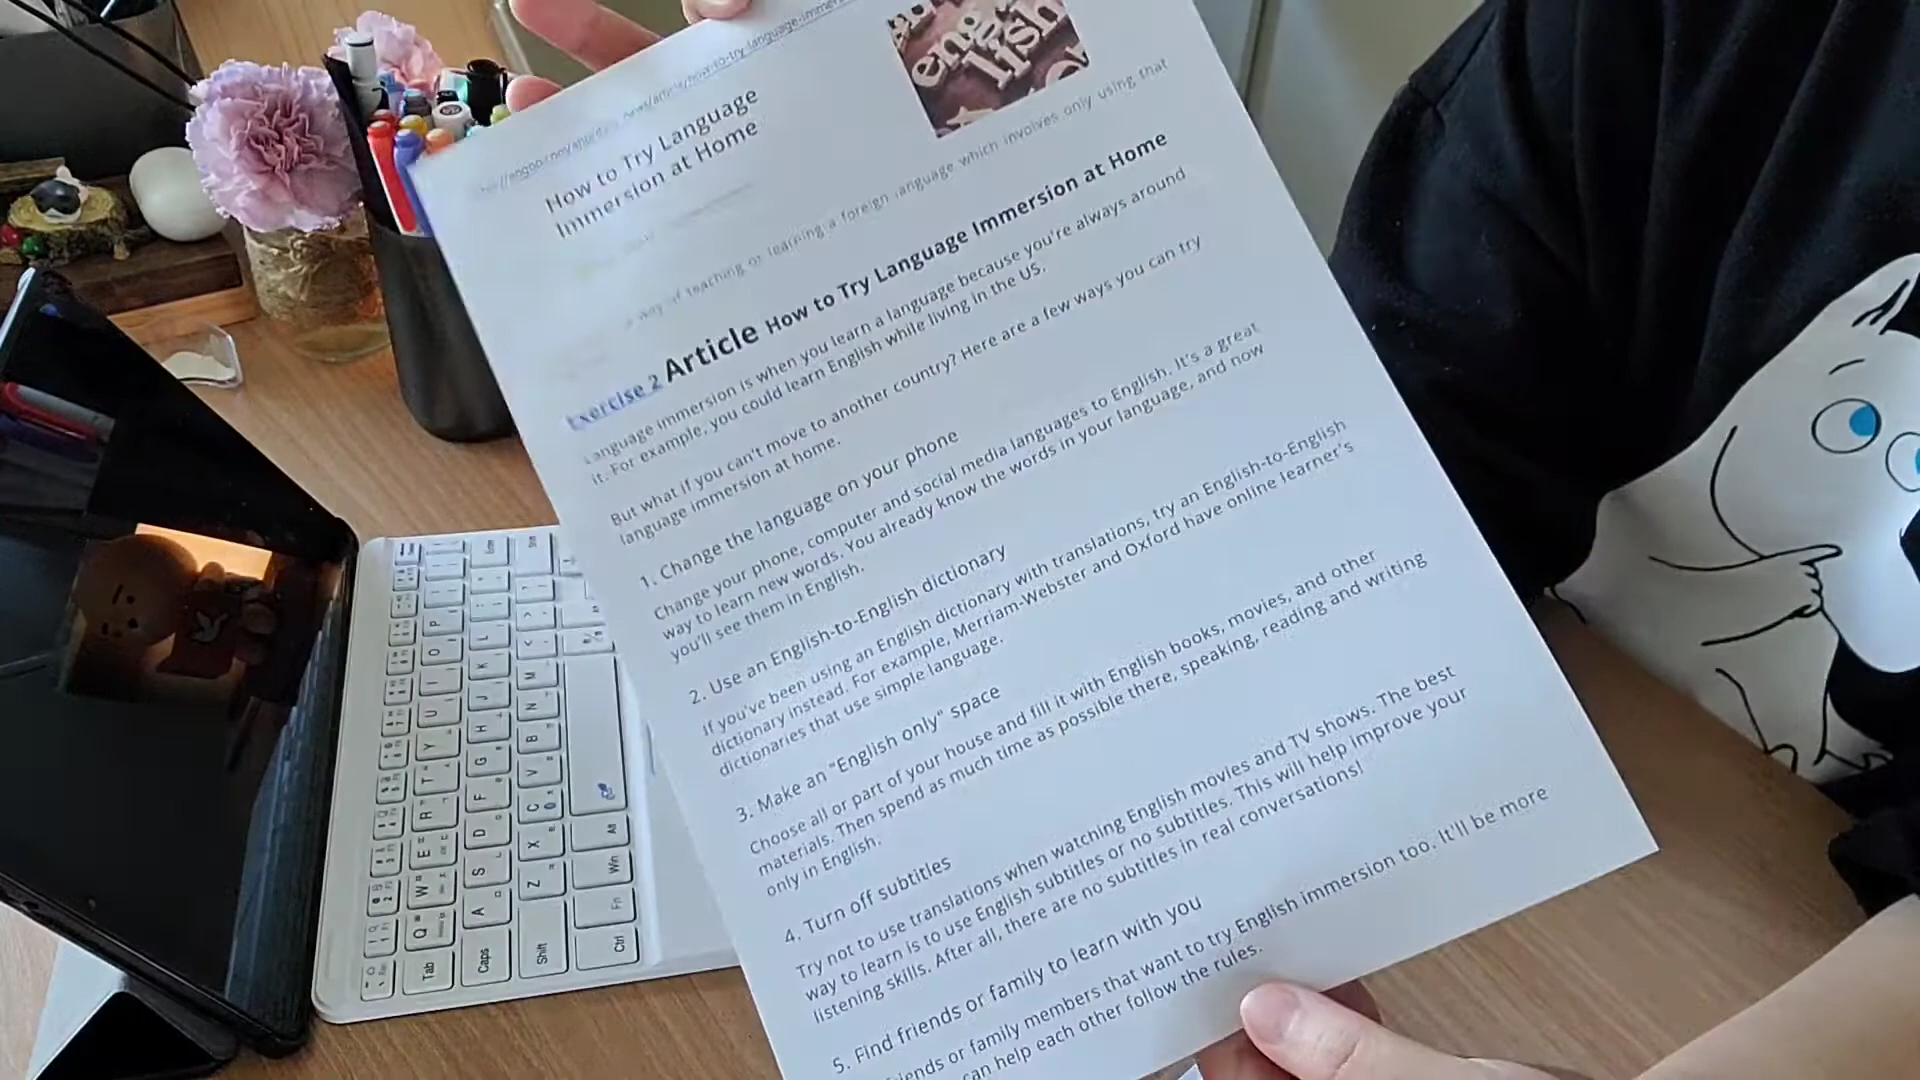 How to Try Language
Immersion at Home
english
way of teaching or learning a foreign language which involves only using that
Exercise 2 Article How to Try Language Immersion at Home
Language immersion is when you learn a language because you're always around
it. For example, you could learn English while living in the US.
But what if you can't move to another country? Here are a few ways you can try
language immersion at home.
1. Change the language on your phone
Change your phone, computer and social media languages to English. It's a great
way to learn new words. You already know the words in your language, and now
you'll see them in English.
2. Use an English-to-English dictionary
If you've been using an English dictionary with translations, try an English-to-English
dictionary instead. For example, Merriam-Webster and Oxford have online learner's
dictionaries that use simple language.
3. Make an "English only" space
Choose all or part of your house and fill it with English books, movies, and other
materials. Then spend as much time as possible there, speaking, reading and writing
only in English.
4. Turn off subtitles
Try not to use translations when watching English movies and TV shows. The best
way to learn is to use English subtitles or no subtitles. This will help improve your
listening skills. After all, there are no subtitles in real conversations!
5. Find friends or family to learn with you
friends or family members that want to try English immersion too. It'll be more
can help each other follow the rules.
Tab
Q
W
E
R
T
Y
U
I
O
P
Caps
A
S
D
F
G
H
J
K
L
Shift
Z
X
C
V
B
N
M
Ctrl
Fn
Win
Alt